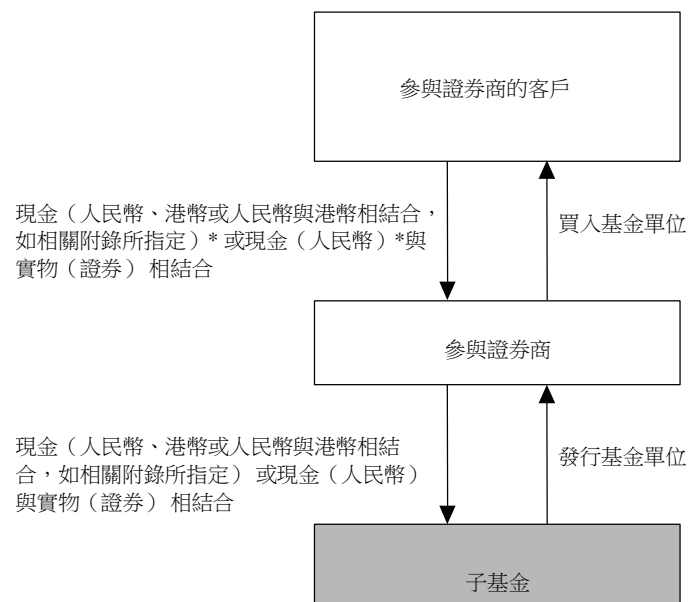 參與證券商的客戶
現金（人民幣、港幣或人民幣與港幣相結合，
如相關附錄所指定）* 或現金（人民幣）*與
實物（證券） 相結合
買入基金單位
參與證券商
現金（人民幣、港幣或人民幣與港幣相結
合，如相關附錄所指定） 或現金（人民幣）
與實物（證券） 相結合
發行基金單位
子基金